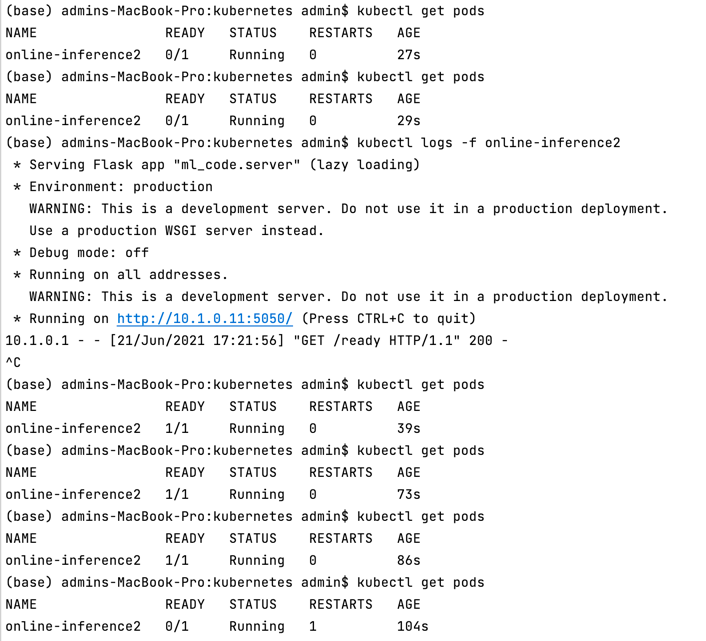 (base) admins-MacBook-Pro:kubernetes admin$ kubectl get pods
NAME                READY   STATUS    RESTARTS   AGE
online-inference2   0/1     Running   0          27s
(base) admins-MacBook-Pro:kubernetes admin$ kubectl get pods
NAME                READY   STATUS    RESTARTS   AGE
online-inference2   0/1     Running   0          29s
(base) admins-MacBook-Pro:kubernetes admin$ kubectl logs -f online-inference2
 * Serving Flask app "ml_code.server" (lazy loading)
 * Environment: production
   WARNING: This is a development server. Do not use it in a production deployment.
   Use a production WSGI server instead.
 * Debug mode: off
 * Running on all addresses.
   WARNING: This is a development server. Do not use it in a production deployment.
 * Running on http://10.1.0.11:5050/ (Press CTRL+C to quit)
10.1.0.1 - - [21/Jun/2021 17:21:56] "GET /ready HTTP/1.1" 200 -
^C
(base) admins-MacBook-Pro:kubernetes admin$ kubectl get pods
NAME                READY   STATUS    RESTARTS   AGE
online-inference2   1/1     Running   0          39s
(base) admins-MacBook-Pro:kubernetes admin$ kubectl get pods
NAME                READY   STATUS    RESTARTS   AGE
online-inference2   1/1     Running   0          73s
(base) admins-MacBook-Pro:kubernetes admin$ kubectl get pods
NAME                READY   STATUS    RESTARTS   AGE
online-inference2   1/1     Running   0          86s
(base) admins-MacBook-Pro:kubernetes admin$ kubectl get pods
NAME                READY   STATUS    RESTARTS   AGE
online-inference2   0/1     Running   1          104s